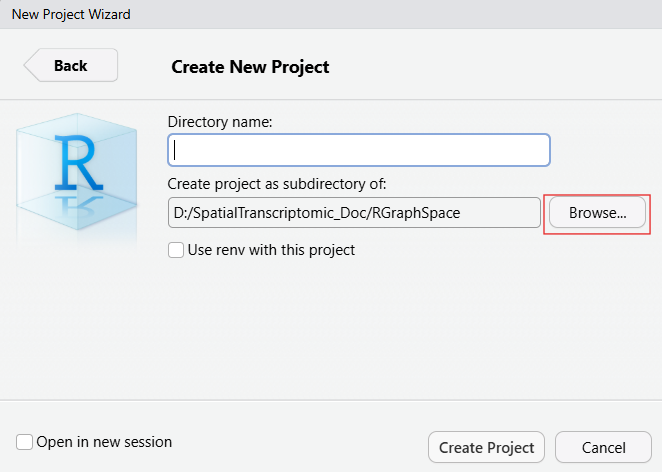 New Project Wizard
Back
Create New Project
R
Directory name:
Create project as subdirectory of:
D:/SpatialTranscriptomic_Doc/RGraphSpace
Browse...
Use renv with this project
Open in new session
Create Project
Cancel